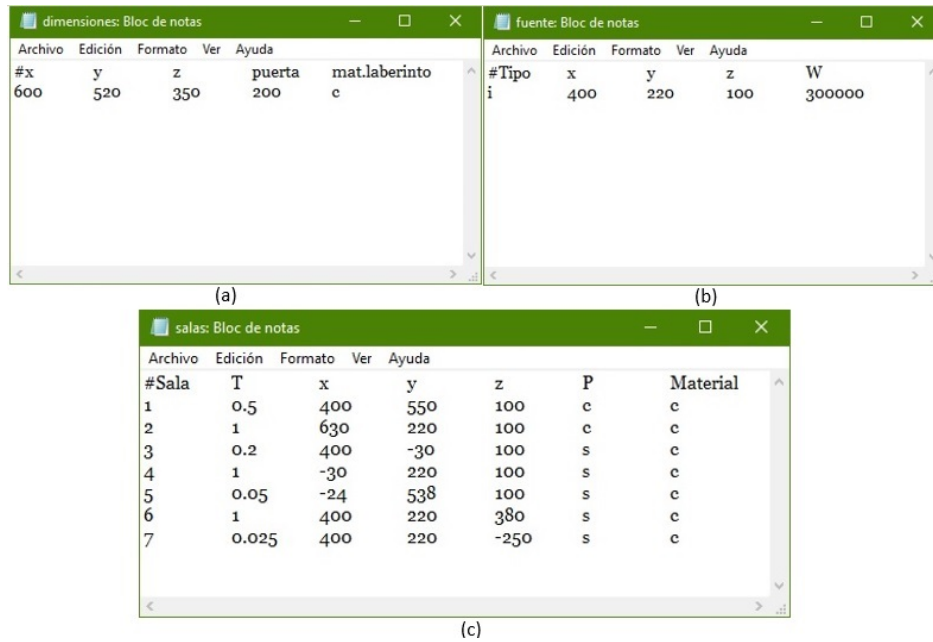 dimensiones: Bloc de notas
Archivo Edición Formato Ver Ayuda
#x y z puerta mat.laberinto
600 520 350 200 c
(a)
fuente: Bloc de notas
Archivo Edición Formato Ver Ayuda
#Tipo x y z W
i 400 220 100 300000
(b)
salas: Bloc de notas
Archivo Edición Formato Ver Ayuda
#Sala T x y z P Material
1 0.5 400 550 100 c c
2 1 630 220 100 c c
3 0.2 400 -30 100 s c
4 1 -30 220 100 s c
5 0.05 -24 538 100 s c
6 1 400 220 380 s c
7 0.025 400 220 -250 s c
(c)